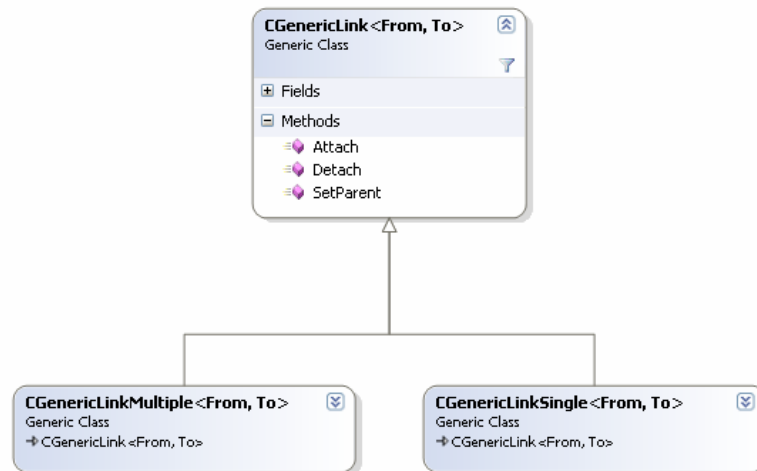 CGenericLink<From, To>
Generic Class
Fields
Methods
Attach
Detach
SetParent
CGenericLinkMultiple<From, To>
Generic Class
CGenericLink<From, To>
CGenericLinkSingle<From, To>
Generic Class
CGenericLink<From, To>